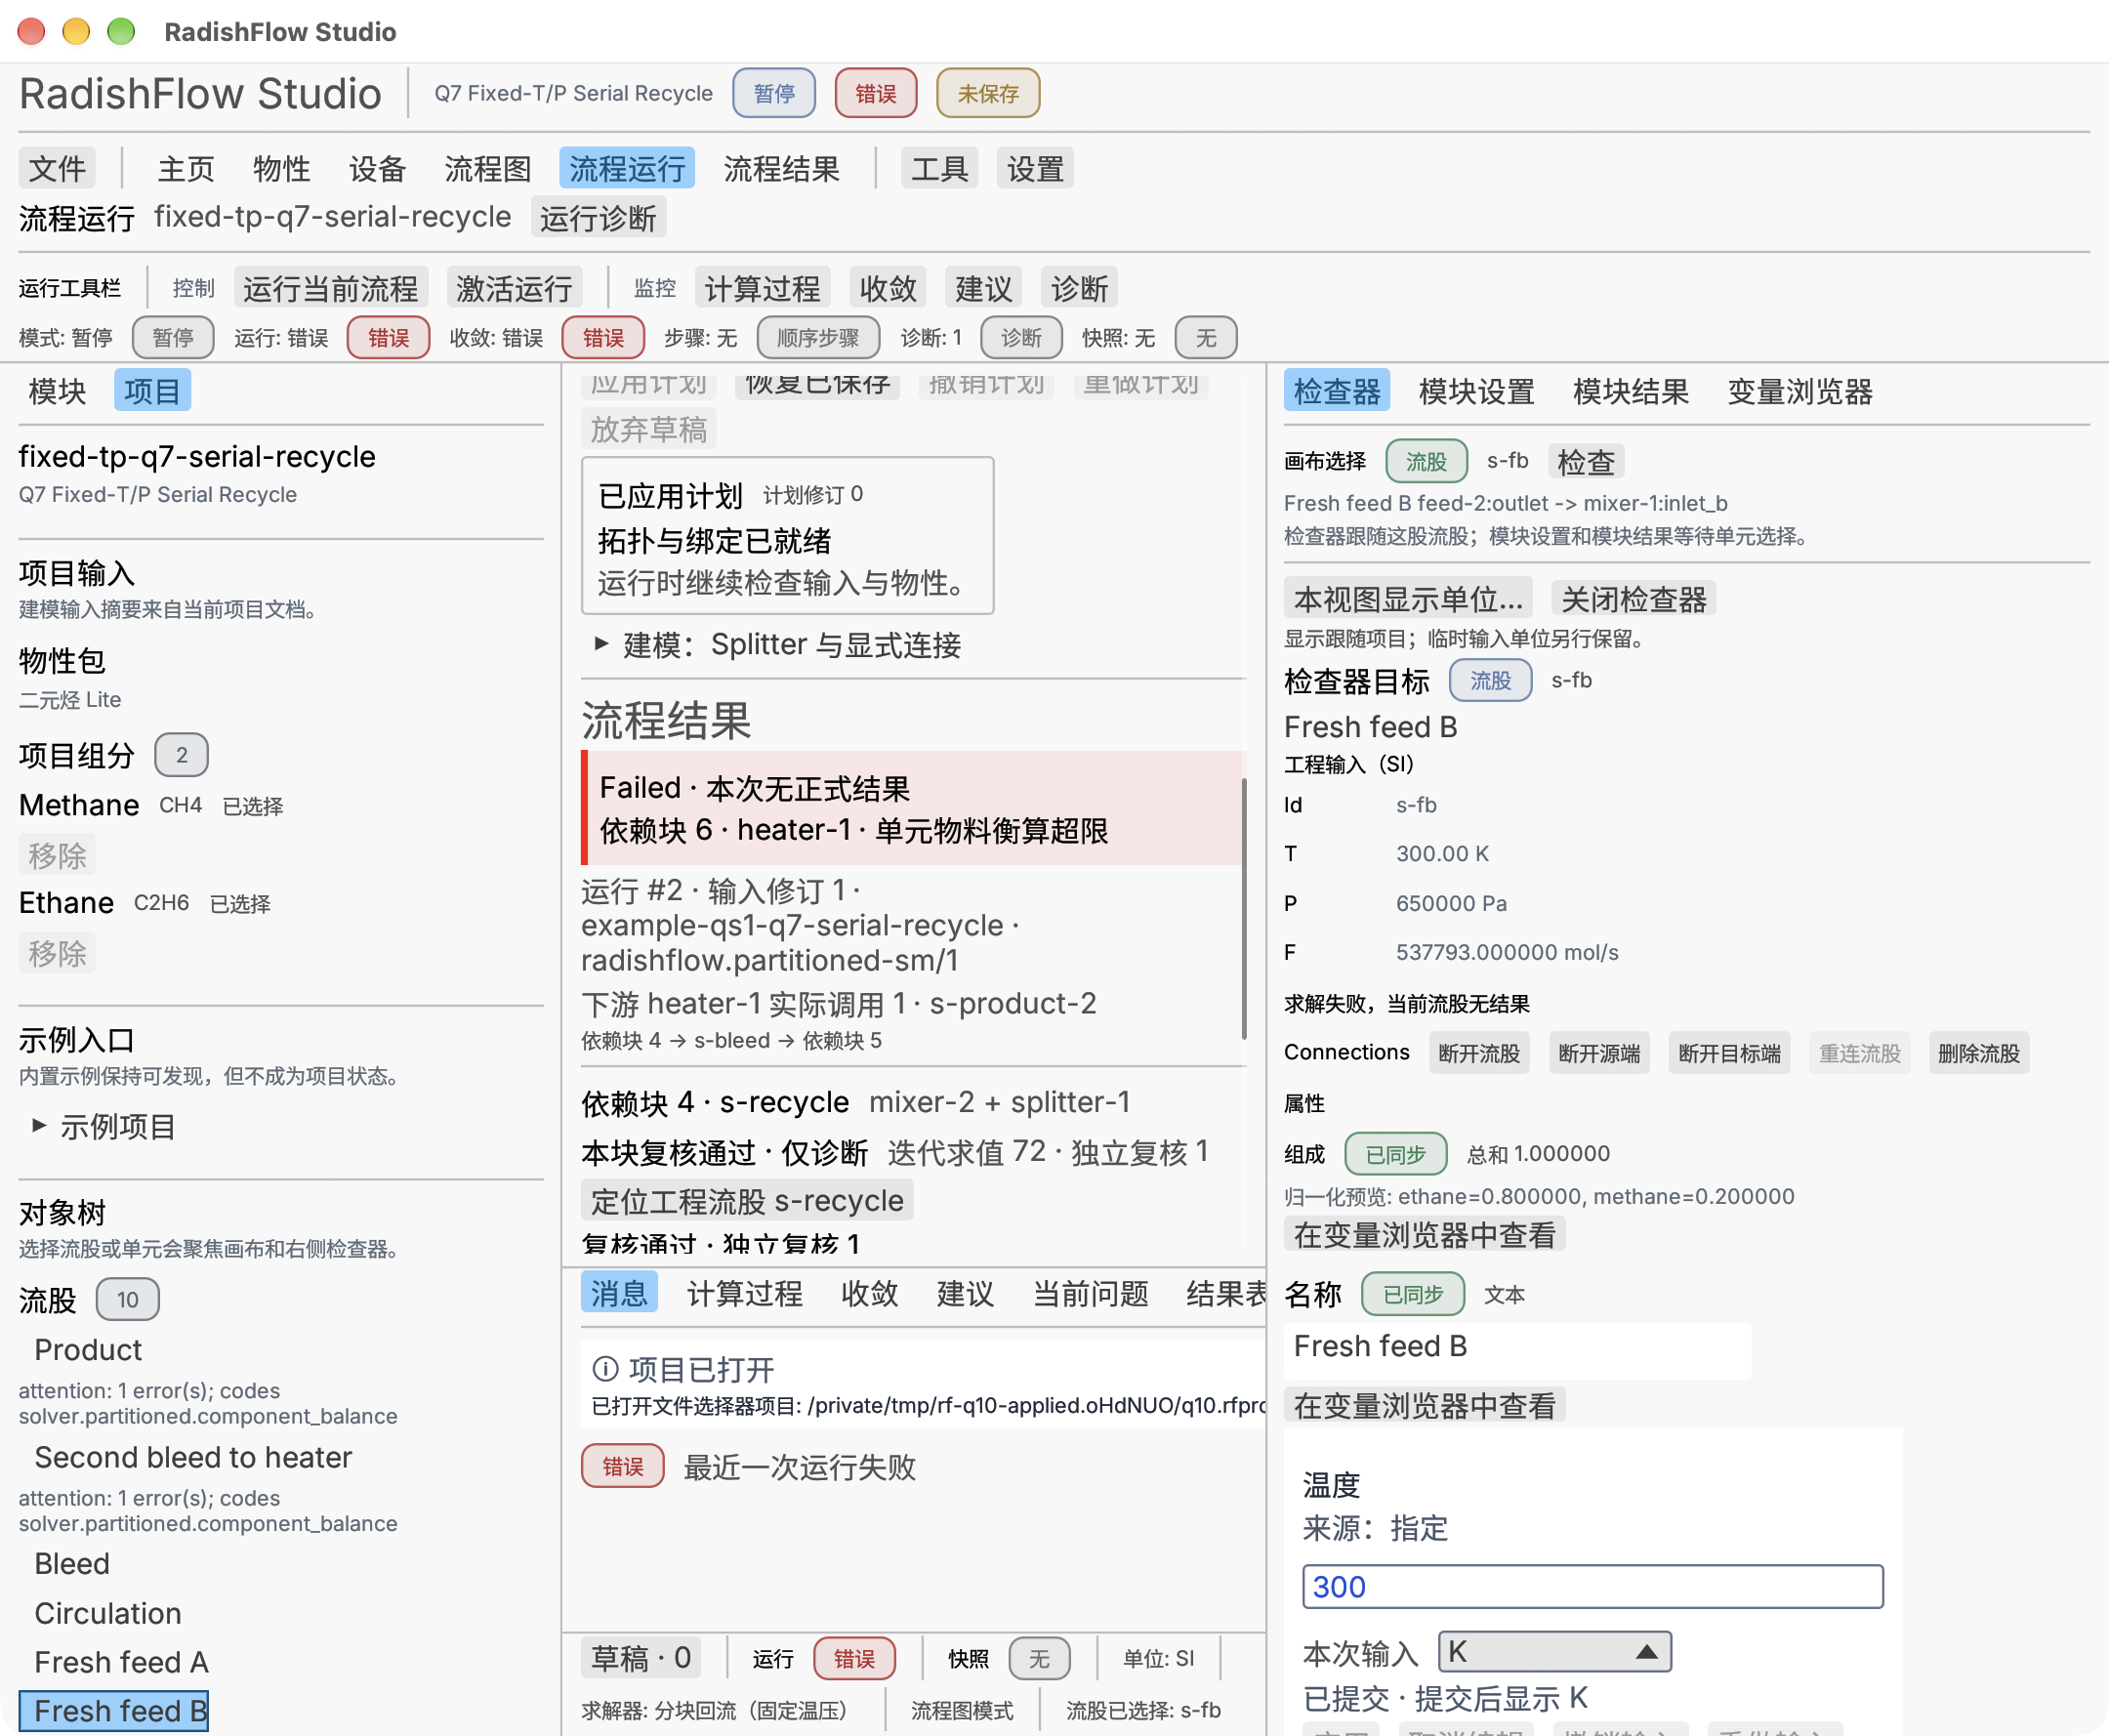 RadishFlow Studio
RadishFlow Studio Q7 Fixed-T/P Serial Recycle 暂停 错误 未保存
文件 主页 物性 设备 流程图 流程运行 流程结果 工具 设置
流程运行 fixed-tp-q7-serial-recycle 运行诊断
运行工具栏 控制 运行当前流程 激活运行 监控 计算过程 收敛 建议 诊断
模式: 暂停 暂停 运行: 错误 错误 收敛: 错误 错误 步骤: 无 顺序步骤 诊断: 1 诊断 快照: 无 无
模块 项目
fixed-tp-q7-serial-recycle
Q7 Fixed-T/P Serial Recycle
项目输入
建模输入摘要来自当前项目文档。
物性包
二元烃 Lite
项目组分 2
Methane CH4 已选择
移除
Ethane C2H6 已选择
移除
示例入口
内置示例保持可发现，但不成为项目状态。
▶ 示例项目
对象树
选择流股或单元会聚焦画布和右侧检查器。
流股 10
Product
attention: 1 error(s); codes
solver.partitioned.component_balance
Second bleed to heater
attention: 1 error(s); codes
solver.partitioned.component_balance
Bleed
Circulation
Fresh feed A
Fresh feed B
应用计划 恢复已保存 撤销计划 重做计划
放弃草稿
已应用计划 计划修订 0
拓扑与绑定已就绪
运行时继续检查输入与物性。
▶ 建模：Splitter 与显式连接
流程结果
Failed · 本次无正式结果
依赖块 6 · heater-1 · 单元物料衡算超限
运行 #2 · 输入修订 1 ·
example-qs1-q7-serial-recycle ·
radishflow.partitioned-sm/1
下游 heater-1 实际调用 1 · s-product-2
依赖块 4 → s-bleed → 依赖块 5
依赖块 4 · s-recycle mixer-2 + splitter-1
本块复核通过 · 仅诊断 迭代求值 72 · 独立复核 1
定位工程流股 s-recycle
复核通过 · 独立复核 1
消息 计算过程 收敛 建议 当前问题 结果表
项目已打开
已打开文件选择器项目: /private/tmp/rf-q10-applied.oHdNUO/q10.rfpro
错误 最近一次运行失败
草稿 · 0 运行 错误 快照 无 单位: SI
求解器: 分块回流（固定温压） 流程图模式 流股已选择: s-fb
检查器 模块设置 模块结果 变量浏览器
画布选择 流股 s-fb 检查
Fresh feed B feed-2:outlet -> mixer-1:inlet_b
检查器跟随这股流股；模块设置和模块结果等待单元选择。
本视图显示单位... 关闭检查器
显示跟随项目；临时输入单位另行保留。
检查器目标 流股 s-fb
Fresh feed B
工程输入（SI）
Id s-fb
T 300.00 K
P 650000 Pa
F 537793.000000 mol/s
求解失败，当前流股无结果
Connections 断开流股 断开源端 断开目标端 重连流股 删除流股
属性
组成 已同步 总和 1.000000
归一化预览: ethane=0.800000, methane=0.200000
在变量浏览器中查看
名称 已同步 文本
Fresh feed B
在变量浏览器中查看
温度
来源：指定
300
本次输入 K
已提交 · 提交后显示 K